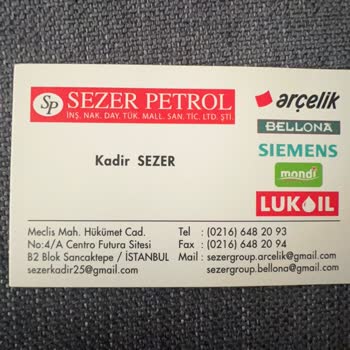 SP SEZER PETROL
İNŞ. NAK. DAY. TÜK. MALL. SAN. TİC. LTD. ŞTİ.
Kadir SEZER
arçelik
BELLONA
SIEMENS
mondi
LUKOIL
Meclis Mah. Hükümet Cad.
No:4/A Centro Futura Sitesi
B2 Blok Sancaktepe / İSTANBUL
sezerkadir25@gmail.com
Tel : (0216) 648 20 93
Fax : (0216) 648 20 94
Mail : sezergroup.arcelik@gmail.com
sezergroup.bellona@gmail.com